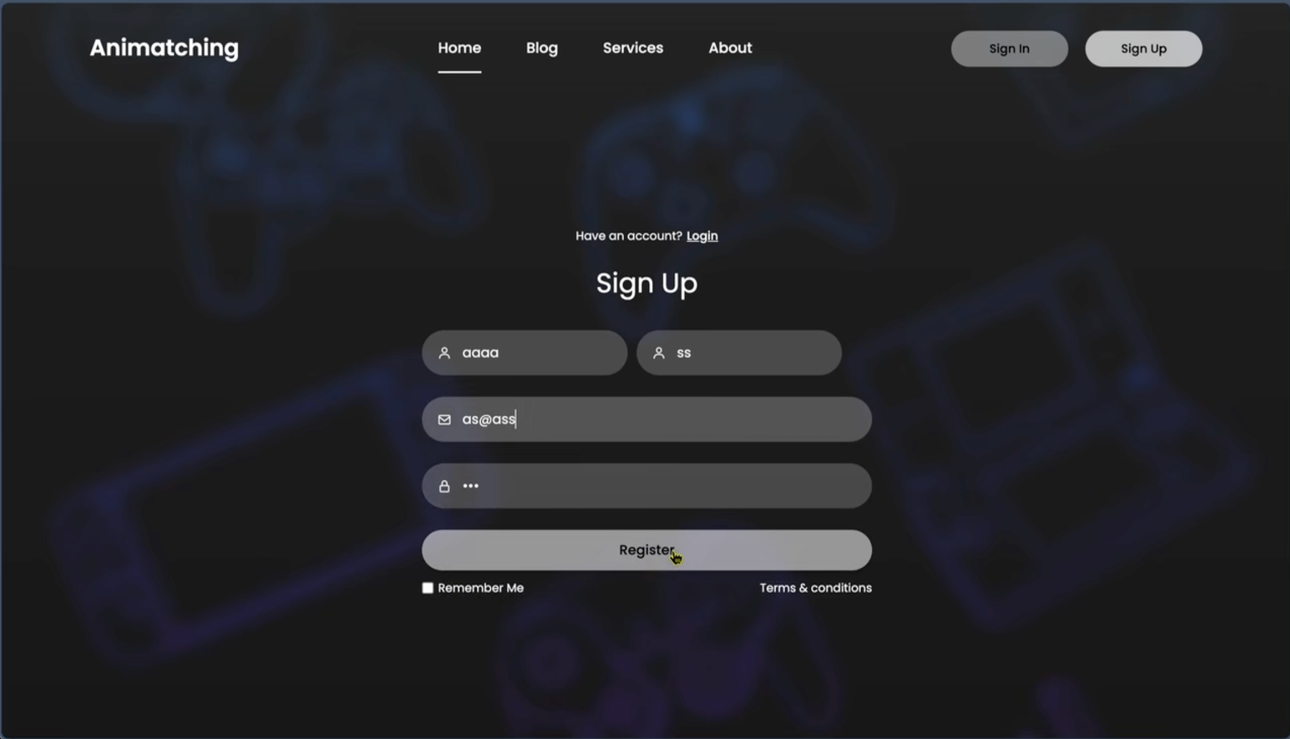 Animatching Home Blog Services About Sign In Sign Up
Have an account? Login
Sign Up
aaaa ss
as@ass
•••
Register
Remember Me Terms & conditions